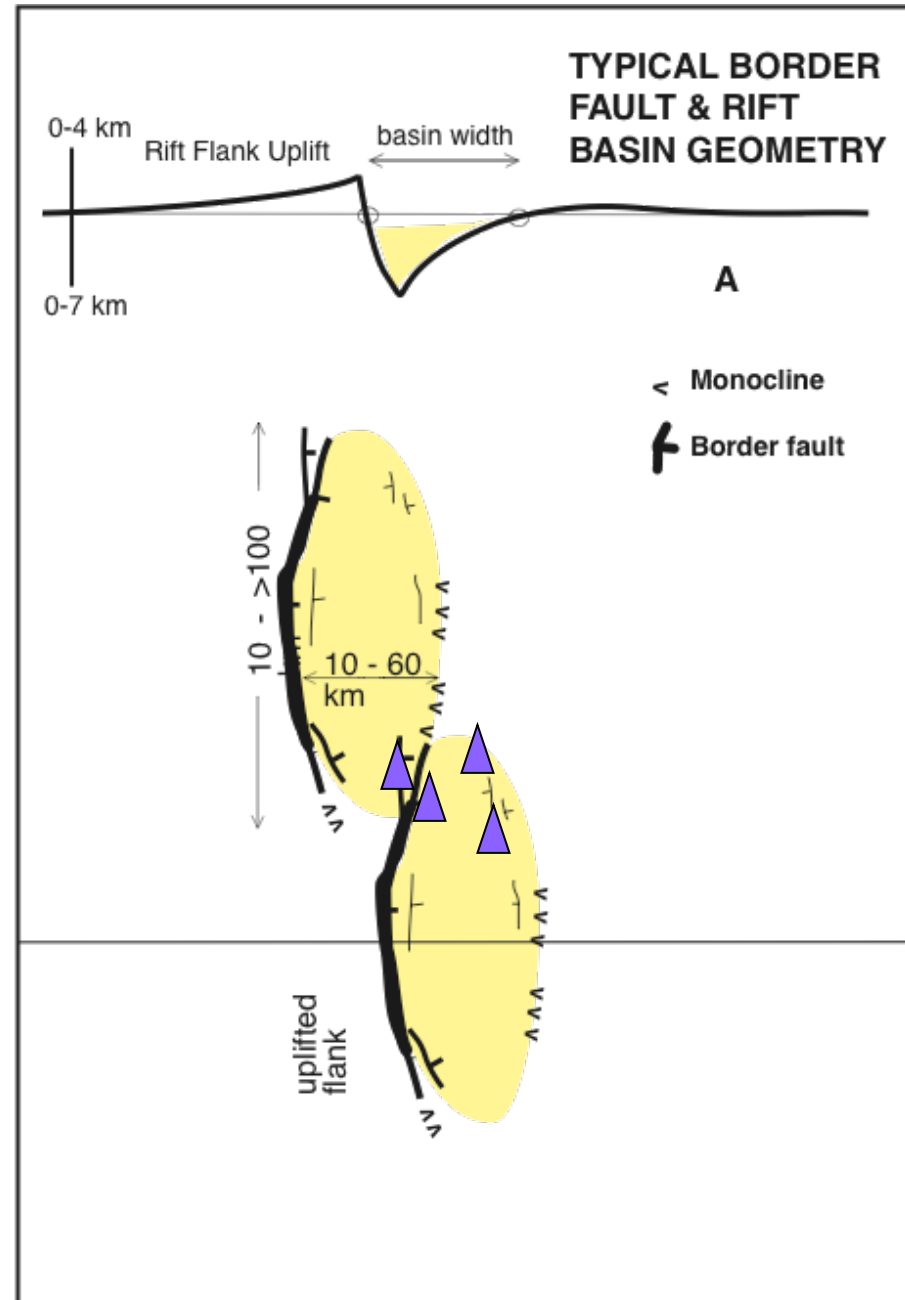 TYPICAL BORDER
FAULT & RIFT
BASIN GEOMETRY
0-4 km
Rift Flank Uplift
basin width
0-7 km
A
Monocline
Border fault
10 - >100
10 - 60
km
uplifted
flank